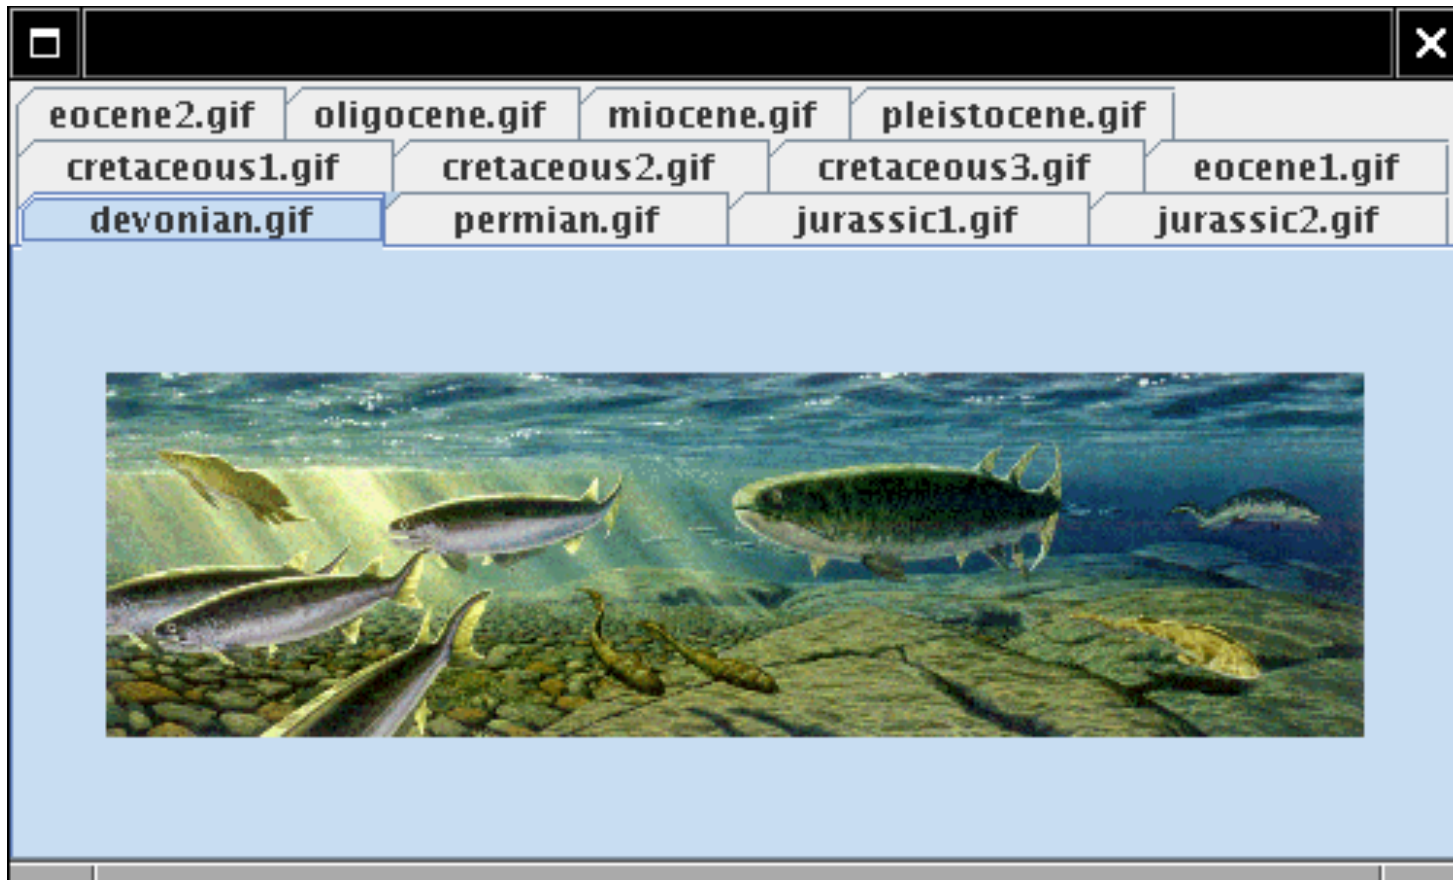 eocene2.gif oligocene.gif miocene.gif pleistocene.gif
cretaceous1.gif cretaceous2.gif cretaceous3.gif eocene1.gif
devonian.gif permian.gif jurassic1.gif jurassic2.gif